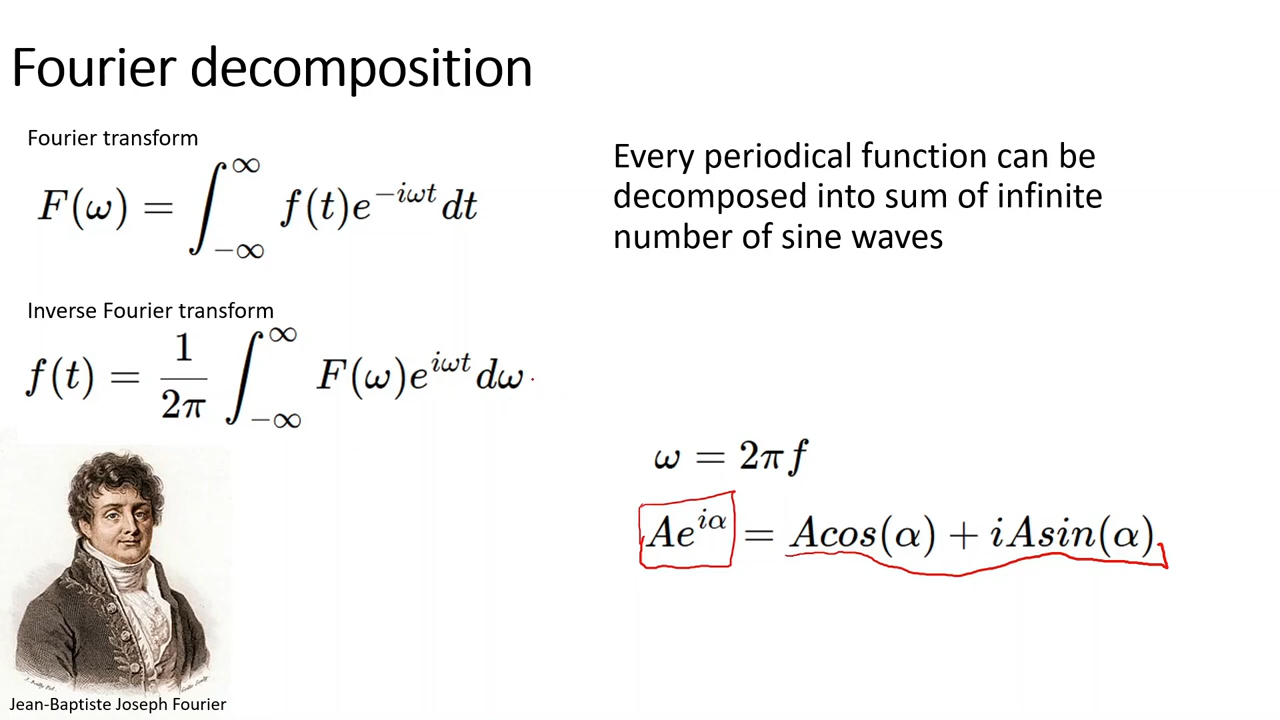 Fourier decomposition
Fourier transform
F(ω) = ∫_{-∞}^{∞} f(t)e^{-iωt} dt
Every periodical function can be
decomposed into sum of infinite
number of sine waves
Inverse Fourier transform
f(t) = \frac{1}{2π} ∫_{-∞}^{∞} F(ω)e^{iωt} dω
ω = 2πf
Ae^{iα} = Acos(α) + iAsin(α)
Jean-Baptiste Joseph Fourier